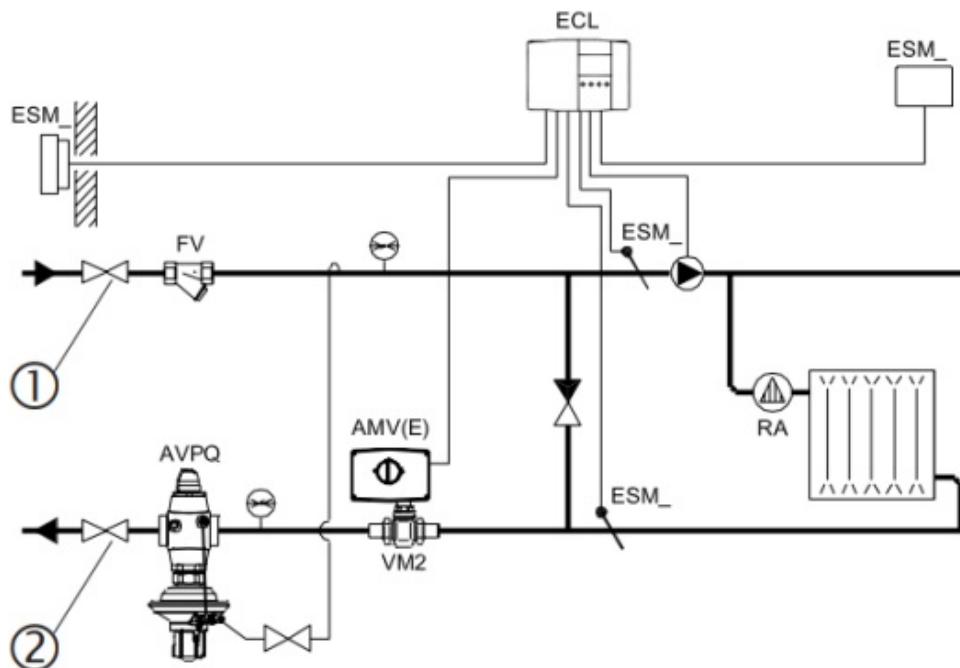 ECL
ESM_
ESM_
FV
ESM_
①
RA
AMV(E)
AVPQ
ESM_
VM2
②